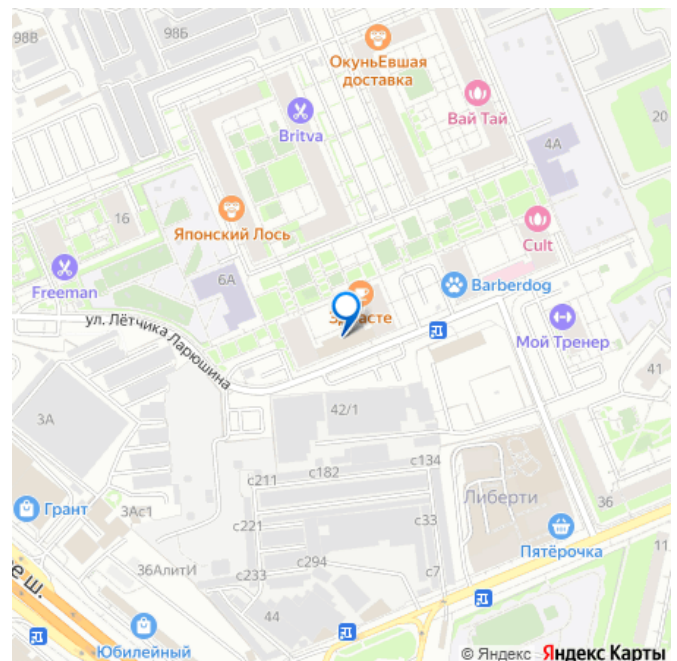 98В
98Б
ОкуньЕвшая
доставка
Britva
Вай Тай
20
4А
16
Японский Лось
Cult
Freeman
6А
Barberdog
ул. Лётчика Ларюшина
Мой Тренер
41
42/1
3А
с134
с182
с211
Либерти
36
Грант
3Ас1
с221
с33
Пятёрочка
11
36АлитИ
с294
с233
с7
е ш.
44
Юбилейный
© Яндекс Яндекс Карты